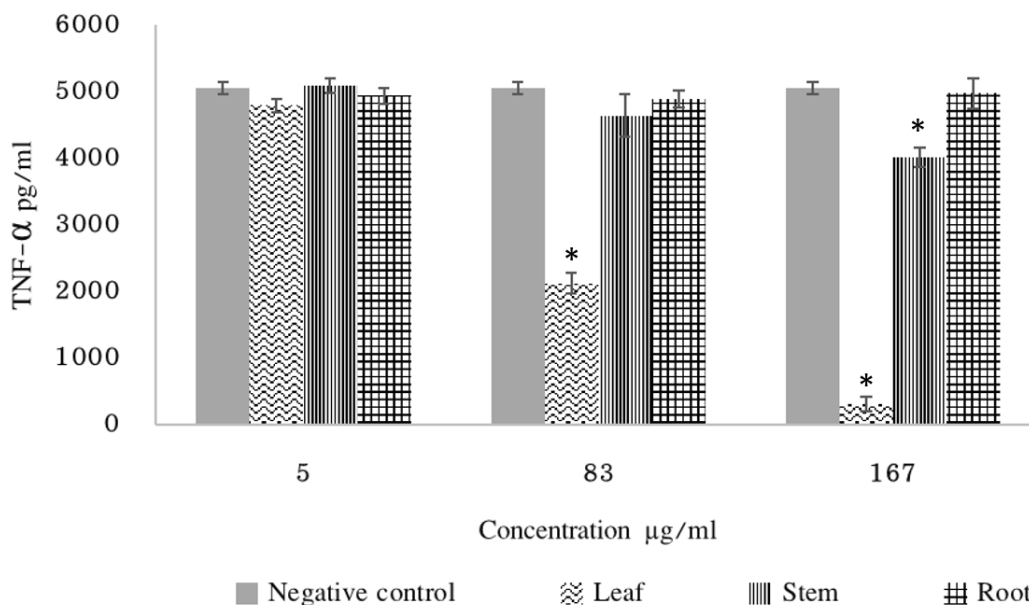 6000
5000
4000
3000
2000
1000
0
TNF-α pg/ml
*
*
*
5 83 167
Concentration µg/ml
Negative control Leaf Stem Root